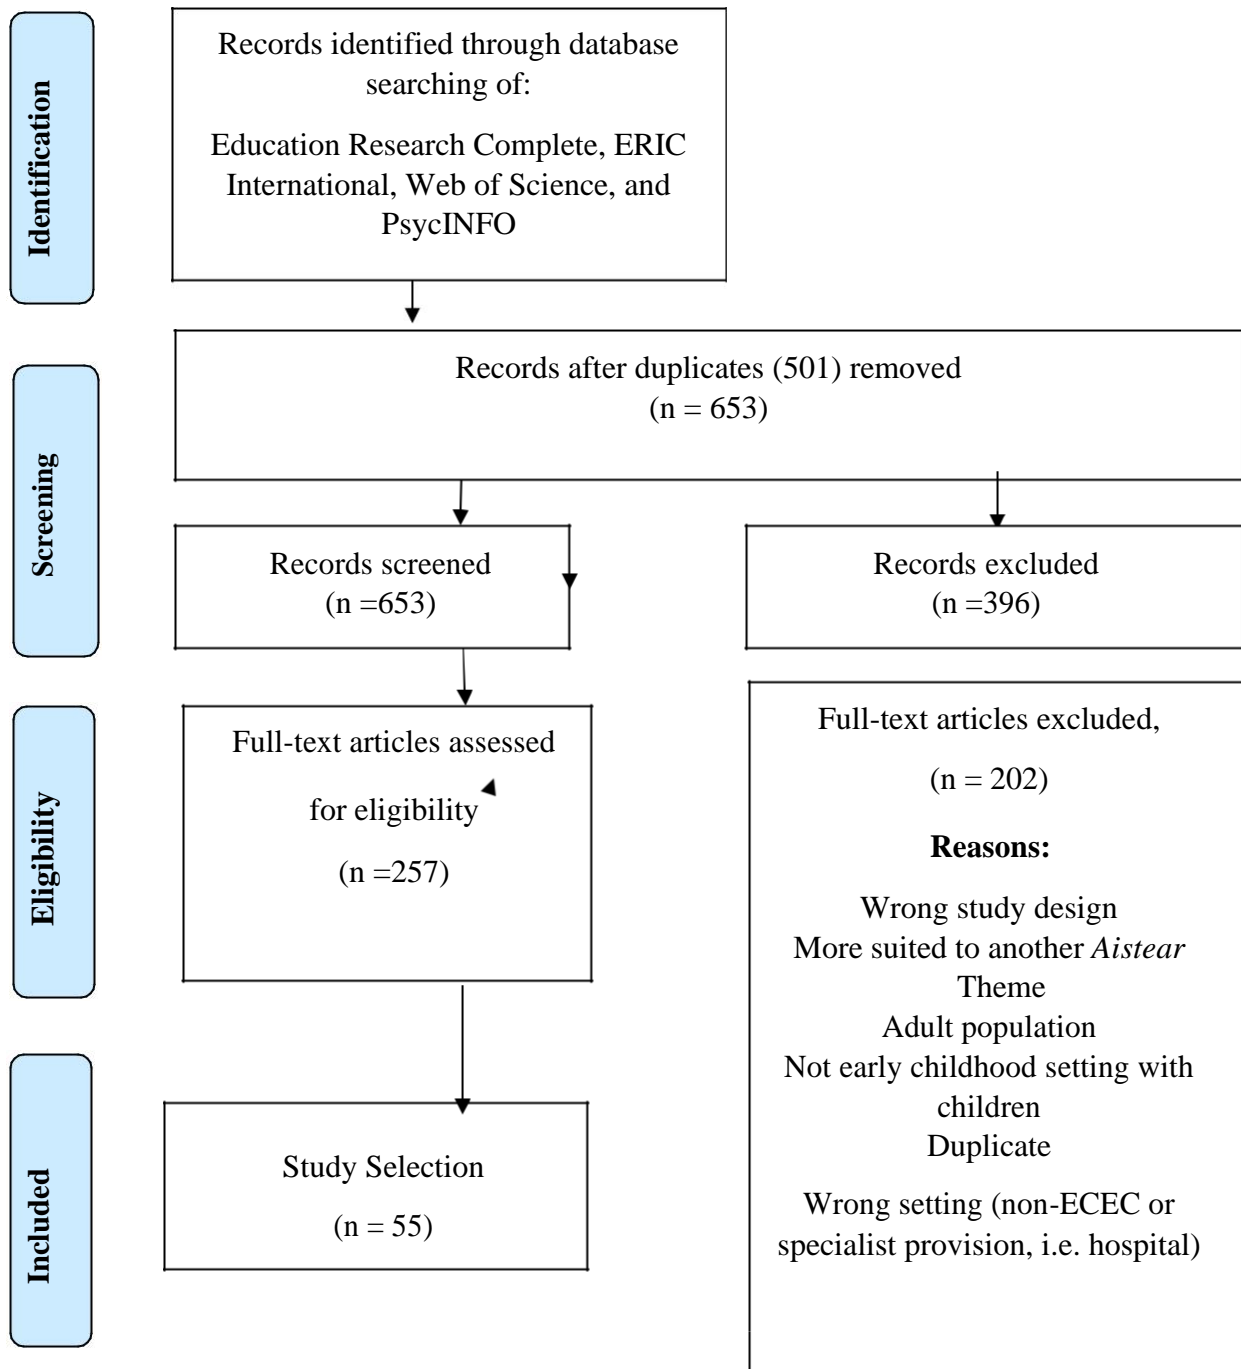 Identification
Records identified through database
searching of:
Education Research Complete, ERIC
International, Web of Science, and
PsycINFO
Records after duplicates (501) removed
(n = 653)
Screening
Records screened
(n =653)
Records excluded
(n =396)
Eligibility
Full-text articles assessed
for eligibility
(n =257)
Full-text articles excluded,
(n = 202)
Reasons:
Wrong study design
More suited to another Aistear
Theme
Adult population
Not early childhood setting with
children
Duplicate
Wrong setting (non-ECEC or
specialist provision, i.e. hospital)
Included
Study Selection
(n = 55)